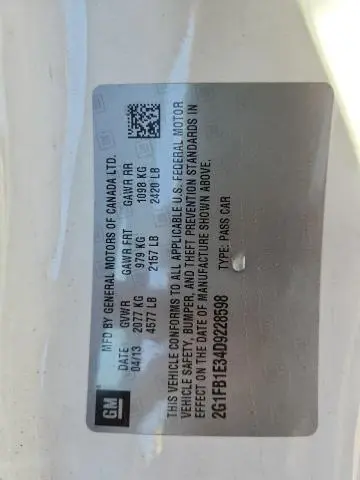 MFD BY GENERAL MOTORS OF CANADA LTD.
DATE GVWR GAWR FRT GAWR RR
04/13 2077 KG 979 KG 1098 KG
4577 LB 2157 LB 2420 LB
THIS VEHICLE CONFORMS TO ALL APPLICABLE U.S. FEDERAL MOTOR
VEHICLE SAFETY, BUMPER, AND THEFT PREVENTION STANDARDS IN
EFFECT ON THE DATE OF MANUFACTURE SHOWN ABOVE.
2G1FB1E34D9228598 TYPE: PASS CAR
GM